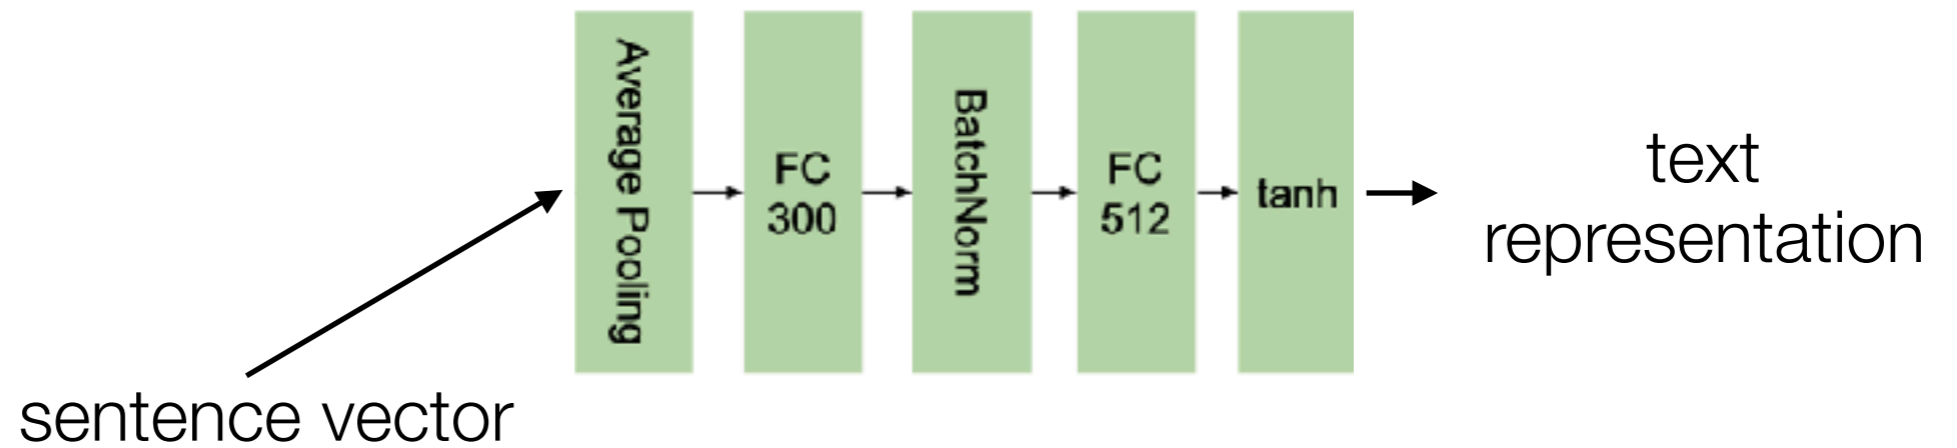 sentence vector
Average Pooling
FC
300
BatchNorm
FC
512
tanh
text
representation